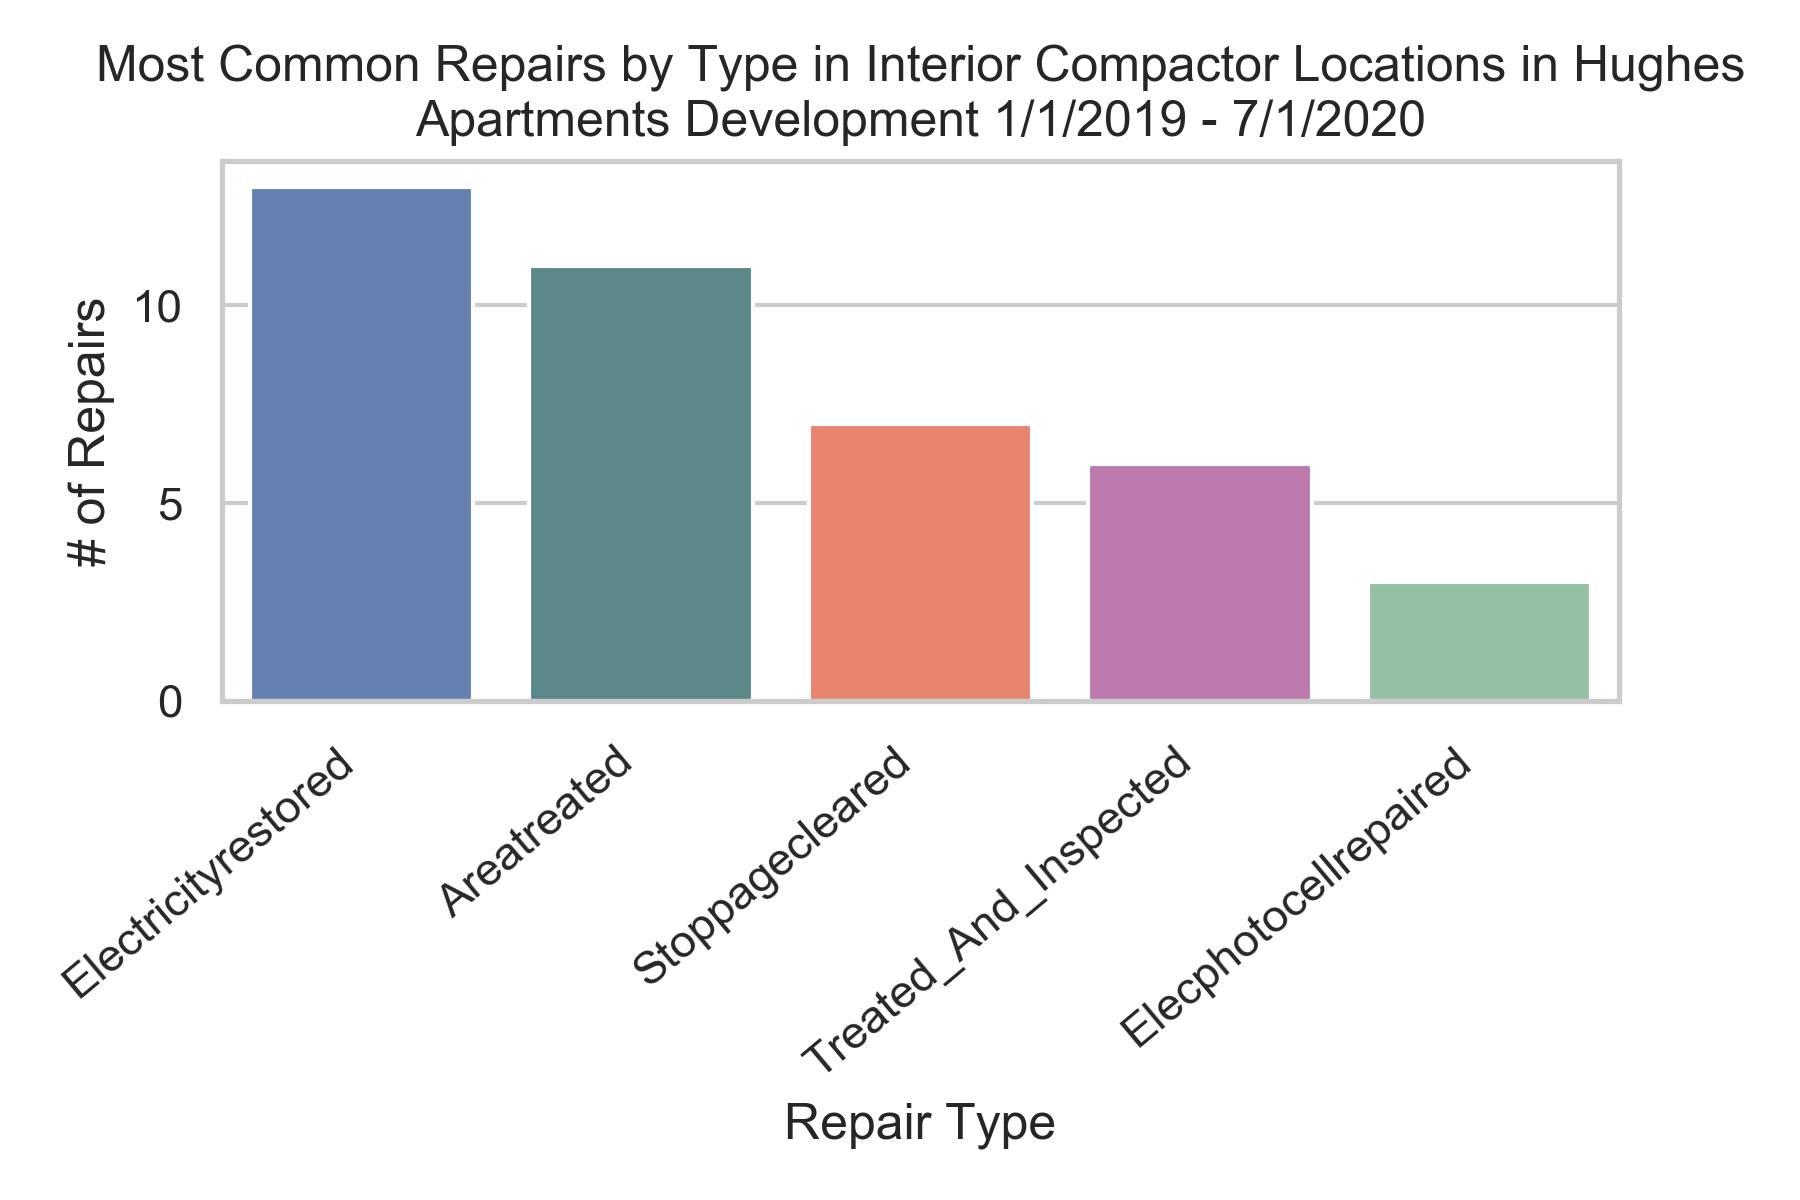 Most Common Repairs by Type in Interior Compactor Locations in Hughes
Apartments Development 1/1/2019 - 7/1/2020
# of Repairs
10
5
0
Electricityrestored
Areatreated
Stoppagecleared
Treated_And_Inspected
Elecphotocellrepaired
Repair Type